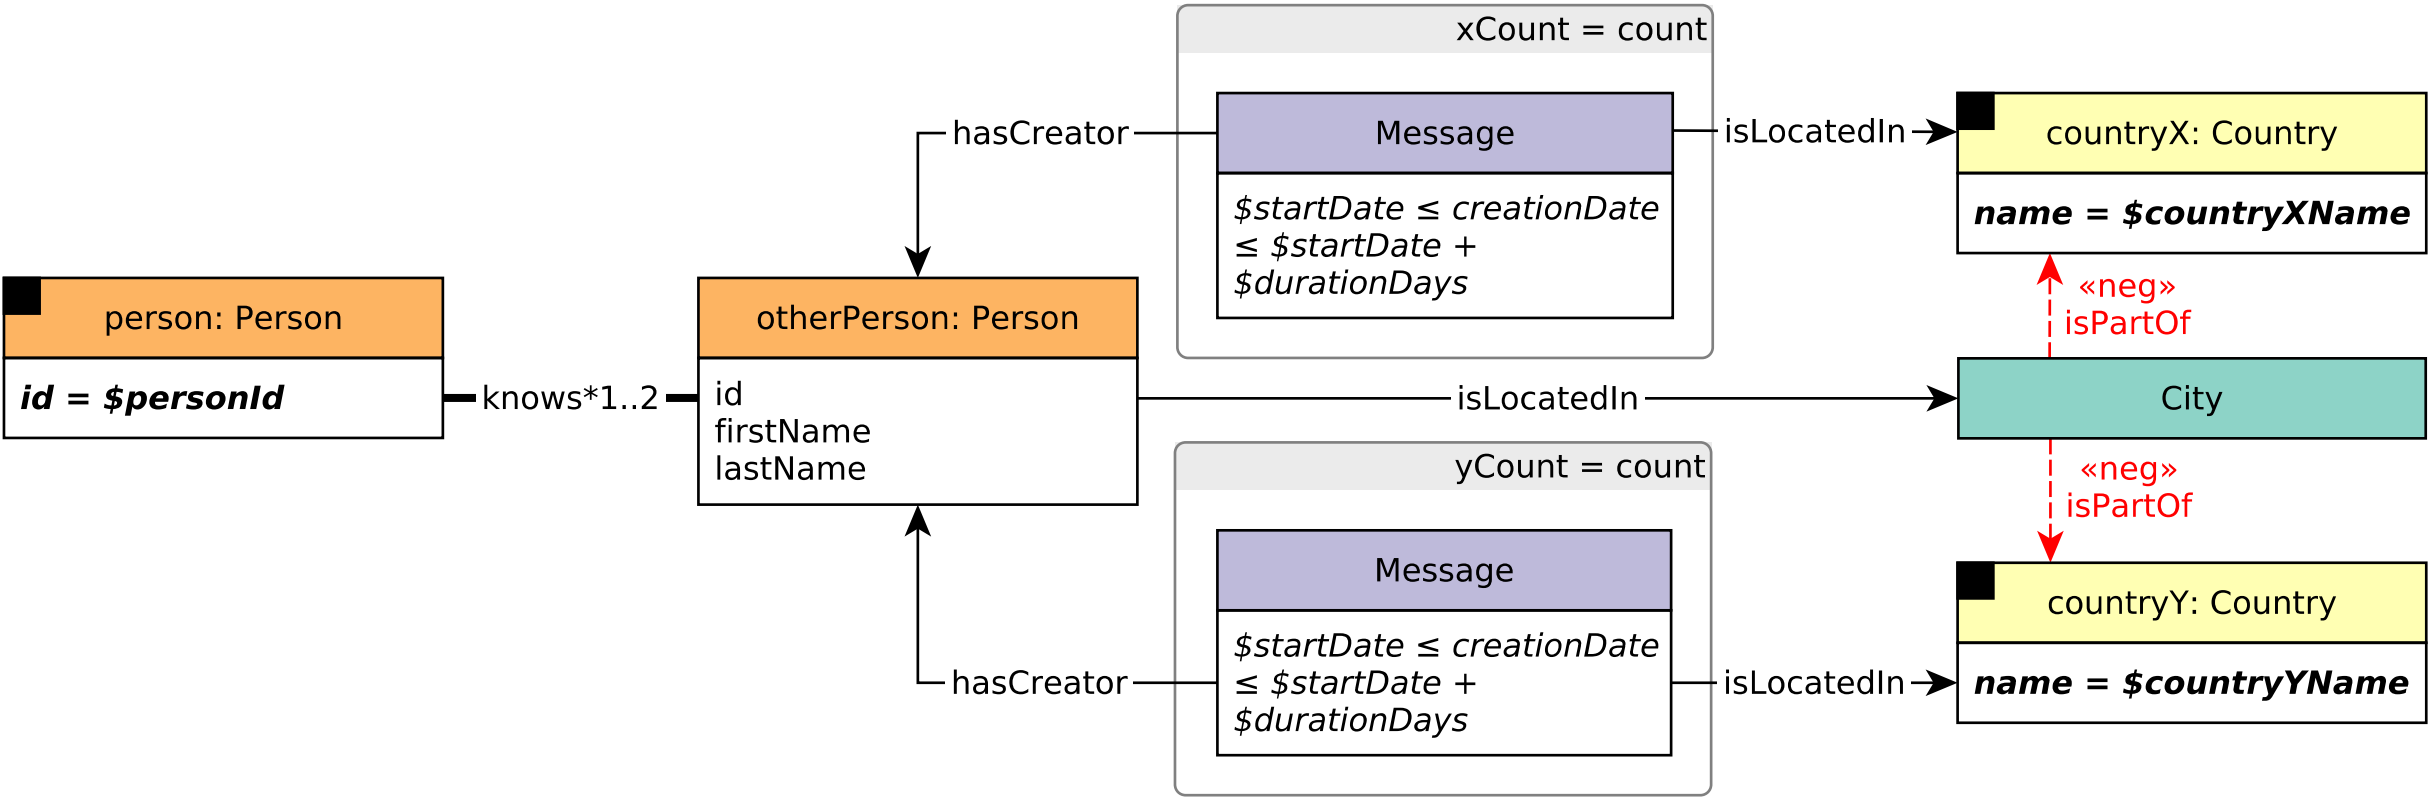 xCount = count
hasCreator
Message
isLocatedIn
countryX: Country
$startDate ≤ creationDate
≤ $startDate +
$durationDays
name = $countryXName
«neg»
isPartOf
person: Person
id = $personId
knows*1..2
otherPerson: Person
id
firstName
lastName
isLocatedIn
City
yCount = count
«neg»
isPartOf
Message
countryY: Country
$startDate ≤ creationDate
≤ $startDate +
$durationDays
hasCreator
isLocatedIn
name = $countryYName